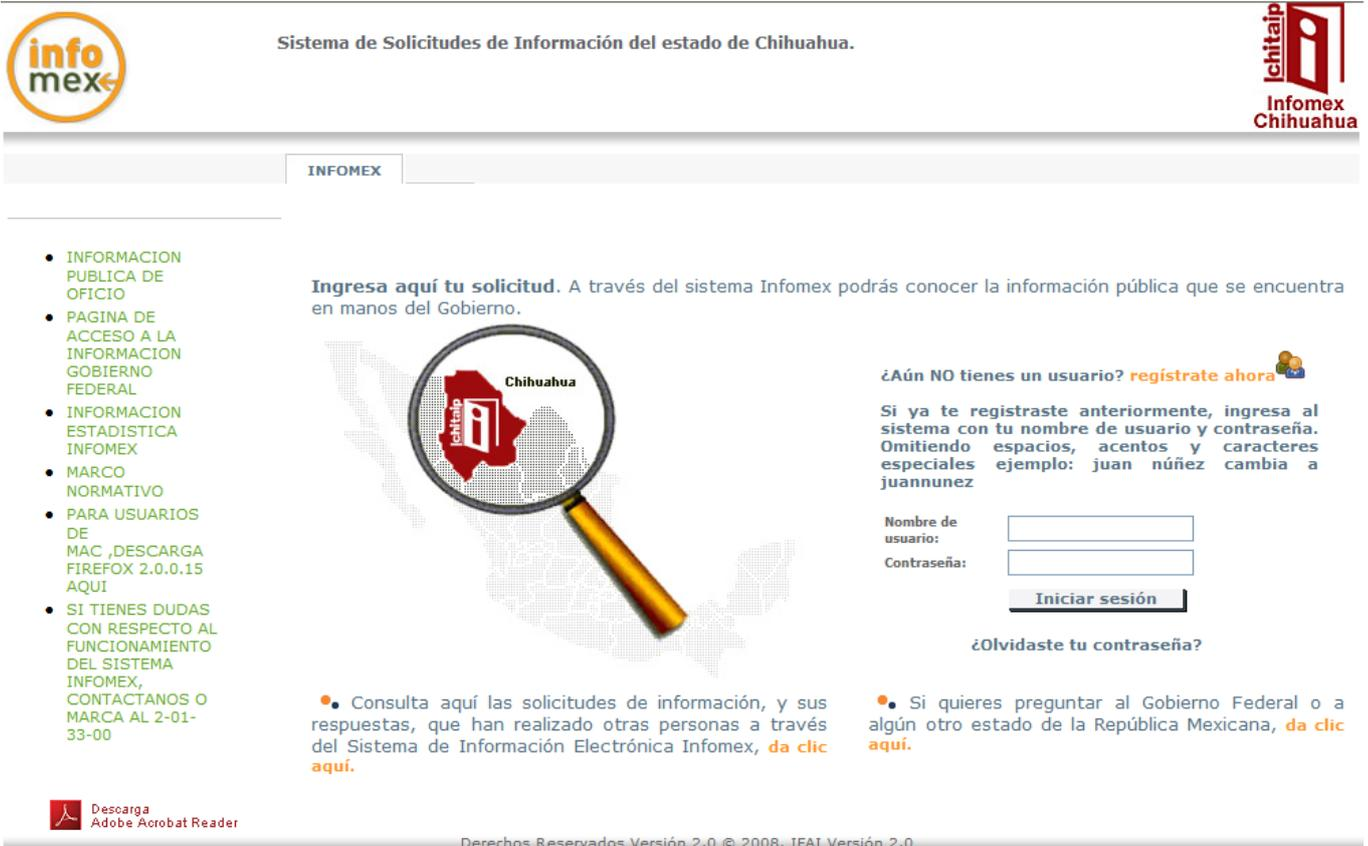 info
mex
Sistema de Solicitudes de Información del estado de Chihuahua.
Ichitaip
Infomex
Chihuahua
INFOMEX
INFORMACION
PUBLICA DE
OFICIO
PAGINA DE
ACCESO A LA
INFORMACION
GOBIERNO
FEDERAL
INFORMACION
ESTADISTICA
INFOMEX
MARCO
NORMATIVO
PARA USUARIOS
DE
MAC ,DESCARGA
FIREFOX 2.0.0.15
AQUI
SI TIENES DUDAS
CON RESPECTO AL
FUNCIONAMIENTO
DEL SISTEMA
INFOMEX,
CONTACTANOS O
MARCA AL 2-01-
33-00
Descarga
Adobe Acrobat Reader
Ingresa aquí tu solicitud. A través del sistema Infomex podrás conocer la información pública que se encuentra
en manos del Gobierno.
Chihuahua
Ichitaip
¿Aún NO tienes un usuario? regístrate ahora
Si ya te registraste anteriormente, ingresa al
sistema con tu nombre de usuario y contraseña.
Omitiendo espacios, acentos y caracteres
especiales ejemplo: juan núñez cambia a
juannunez
Nombre de
usuario:
Contraseña:
Iniciar sesión
¿Olvidaste tu contraseña?
Consulta aquí las solicitudes de información, y sus
respuestas, que han realizado otras personas a través
del Sistema de Información Electrónica Infomex, da clic
aquí.
Si quieres preguntar al Gobierno Federal o a
algún otro estado de la República Mexicana, da clic
aquí.
Derechos Reservados Versión 2.0 © 2008, IFAI Versión 2.0